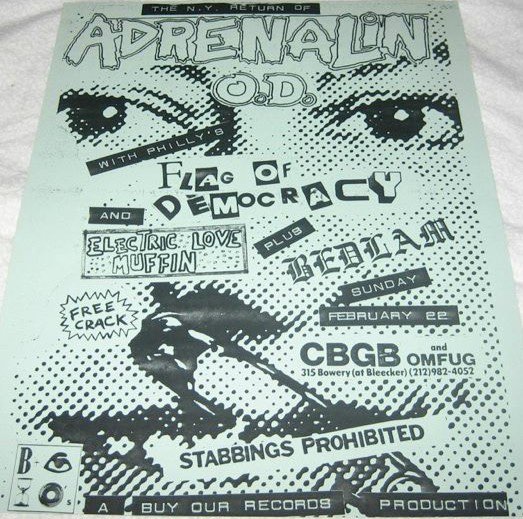 THE N.Y. RETURN OF
ADRENALIN
O.D.
WITH PHILLY'S
FLAG OF
DEMOCRACY
AND
ELECTRIC LOVE
MUFFIN
PLUS
BEDLAM
SUNDAY
FEBRUARY 22
FREE
CRACK
CBGB and
OMFUG
315 Bowery (at Bleecker) (212)982-4052
STABBINGS PROHIBITED
B
A BUY OUR RECORDS PRODUCTION